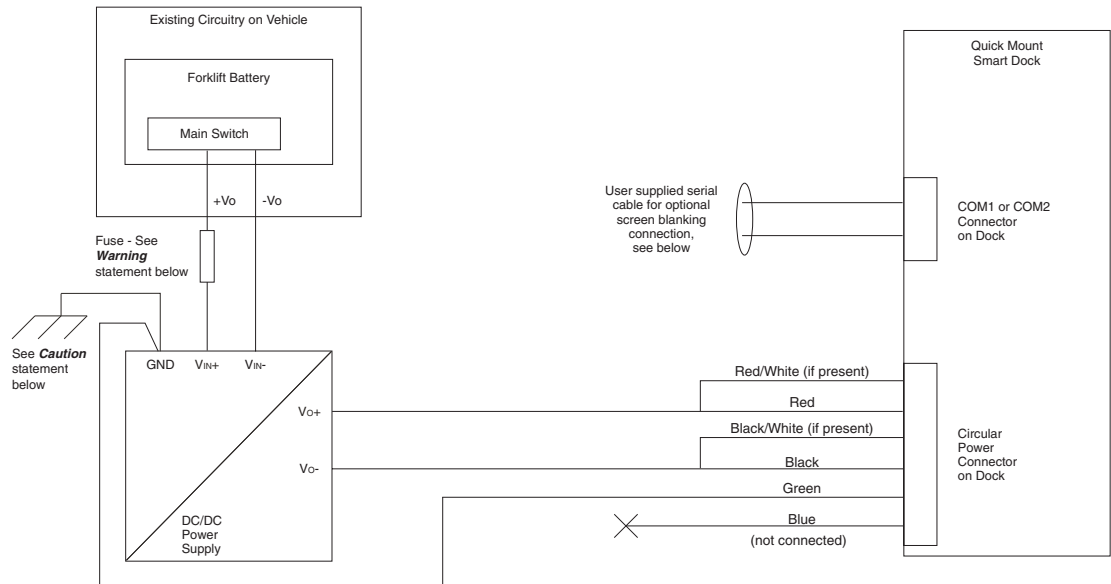 Existing Circuitry on Vehicle
Forklift Battery
Main Switch
+Vo
-Vo
Fuse - See
Warning
statement below
See Caution
statement
below
GND
VIN+
VIN-
VO+
VO-
DC/DC
Power
Supply
User supplied serial
cable for optional
screen blanking
connection,
see below
Quick Mount
Smart Dock
COM1 or COM2
Connector
on Dock
Red/White (if present)
Red
Black/White (if present)
Black
Green
Blue
(not connected)
Circular
Power
Connector
on Dock